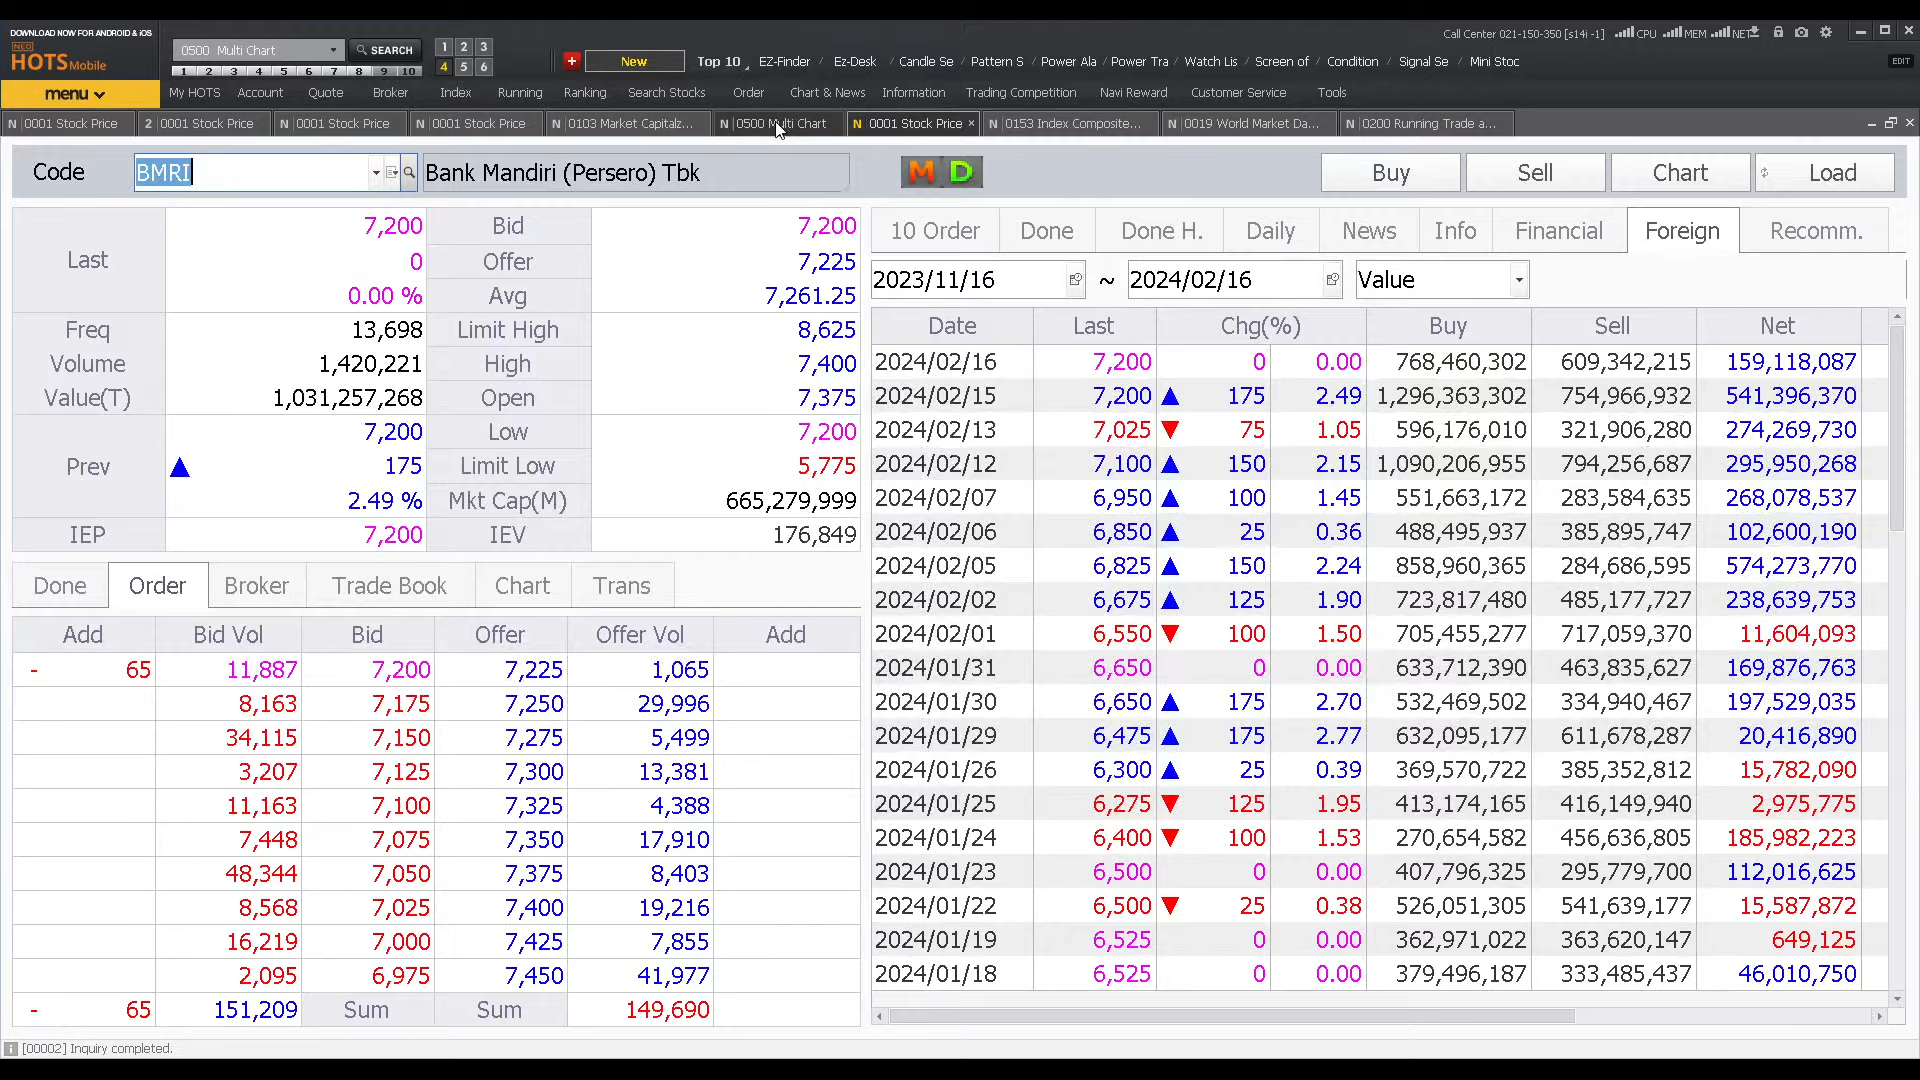 DOWNLOAD NOW FOR ANDROID & iOS
NEO
HOTS Mobile
menu
0500 Multi Chart
SEARCH
1 2 3 4 5 6 7 8 9 10
1 2 3
4 5 6
New
Top 10
EZ-Finder / Ez-Desk / Candle Se / Pattern S / Power Ala / Power Tra / Watch Lis / Screen of / Condition / Signal Se / Mini Stoc
Call Center 021-150-350 [s14i -1] CPU MEM NET
EDIT
My HOTS Account Quote Broker Index Running Ranking Search Stocks Order Chart & News Information Trading Competition Navi Reward Customer Service Tools
N 0001 Stock Price 2 0001 Stock Price N 0001 Stock Price N 0001 Stock Price N 0103 Market Capitalz... N 0500 Multi Chart N 0001 Stock Price × N 0153 Index Composite... N 0019 World Market Da... N 0200 Running Trade a...
Code BMRI Bank Mandiri (Persero) Tbk M D Buy Sell Chart Load
Last 7,200 Bid 7,200
0 Offer 7,225
0.00 % Avg 7,261.25
Freq 13,698 Limit High 8,625
Volume 1,420,221 High 7,400
Value(T) 1,031,257,268 Open 7,375
Prev 7,200 Low 7,200
▲ 175 Limit Low 5,775
2.49 % Mkt Cap(M) 665,279,999
IEP 7,200 IEV 176,849
Done Order Broker Trade Book Chart Trans
Add Bid Vol Bid Offer Offer Vol Add
- 65 11,887 7,200 7,225 1,065
8,163 7,175 7,250 29,996
34,115 7,150 7,275 5,499
3,207 7,125 7,300 13,381
11,163 7,100 7,325 4,388
7,448 7,075 7,350 17,910
48,344 7,050 7,375 8,403
8,568 7,025 7,400 19,216
16,219 7,000 7,425 7,855
2,095 6,975 7,450 41,977
- 65 151,209 Sum Sum 149,690
10 Order Done Done H. Daily News Info Financial Foreign Recomm.
2023/11/16 ~ 2024/02/16 Value
Date Last Chg(%) Buy Sell Net
2024/02/16 7,200 0 0.00 768,460,302 609,342,215 159,118,087
2024/02/15 7,200 ▲ 175 2.49 1,296,363,302 754,966,932 541,396,370
2024/02/13 7,025 ▼ 75 1.05 596,176,010 321,906,280 274,269,730
2024/02/12 7,100 ▲ 150 2.15 1,090,206,955 794,256,687 295,950,268
2024/02/07 6,950 ▲ 100 1.45 551,663,172 283,584,635 268,078,537
2024/02/06 6,850 ▲ 25 0.36 488,495,937 385,895,747 102,600,190
2024/02/05 6,825 ▲ 150 2.24 858,960,365 284,686,595 574,273,770
2024/02/02 6,675 ▲ 125 1.90 723,817,480 485,177,727 238,639,753
2024/02/01 6,550 ▼ 100 1.50 705,455,277 717,059,370 11,604,093
2024/01/31 6,650 0 0.00 633,712,390 463,835,627 169,876,763
2024/01/30 6,650 ▲ 175 2.70 532,469,502 334,940,467 197,529,035
2024/01/29 6,475 ▲ 175 2.77 632,095,177 611,678,287 20,416,890
2024/01/26 6,300 ▲ 25 0.39 369,570,722 385,352,812 15,782,090
2024/01/25 6,275 ▼ 125 1.95 413,174,165 416,149,940 2,975,775
2024/01/24 6,400 ▼ 100 1.53 270,654,582 456,636,805 185,982,223
2024/01/23 6,500 0 0.00 407,796,325 295,779,700 112,016,625
2024/01/22 6,500 ▼ 25 0.38 526,051,305 541,639,177 15,587,872
2024/01/19 6,525 0 0.00 362,971,022 363,620,147 649,125
2024/01/18 6,525 0 0.00 379,496,187 333,485,437 46,010,750
[00002] Inquiry completed.